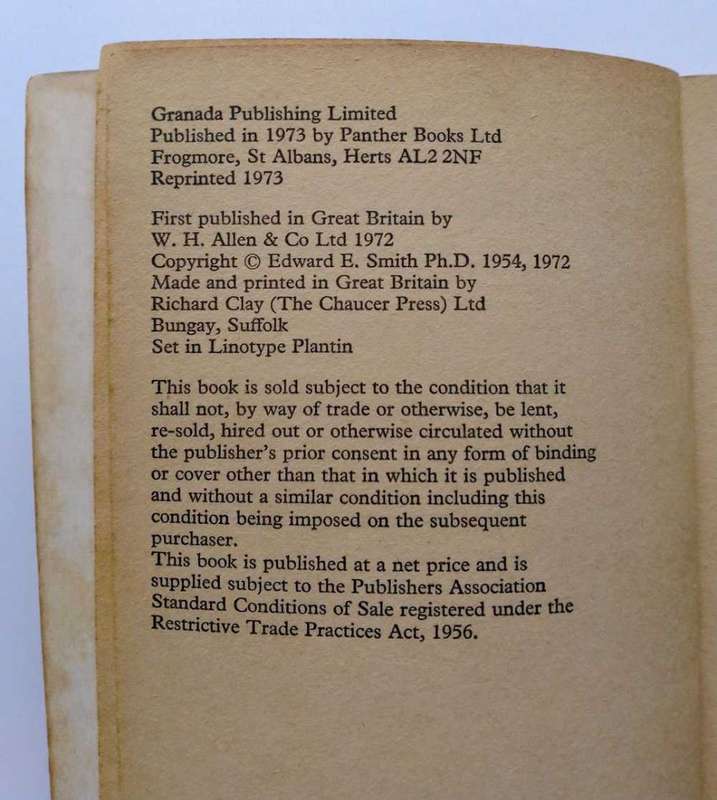 Granada Publishing Limited
Published in 1973 by Panther Books Ltd
Frogmore, St Albans, Herts AL2 2NF
Reprinted 1973
First published in Great Britain by
W. H. Allen & Co Ltd 1972
Copyright © Edward E. Smith Ph.D. 1954, 1972
Made and printed in Great Britain by
Richard Clay (The Chaucer Press) Ltd
Bungay, Suffolk
Set in Linotype Plantin
This book is sold subject to the condition that it
shall not, by way of trade or otherwise, be lent,
re-sold, hired out or otherwise circulated without
the publisher's prior consent in any form of binding
or cover other than that in which it is published
and without a similar condition including this
condition being imposed on the subsequent
purchaser.
This book is published at a net price and is
supplied subject to the Publishers Association
Standard Conditions of Sale registered under the
Restrictive Trade Practices Act, 1956.